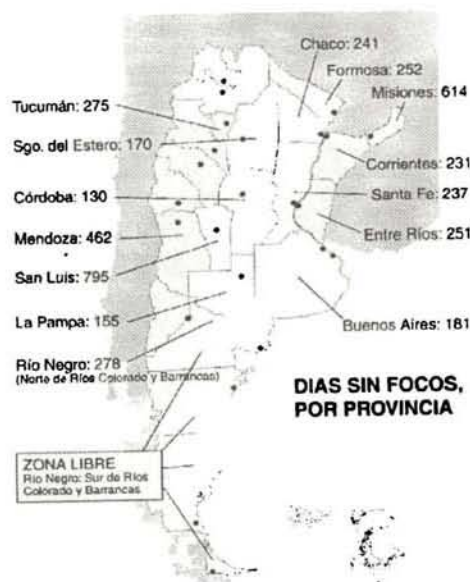 Chaco: 241
Formosa: 252
Misiones: 614
Tucumán: 275
Sgo. del Estero: 170
Corrientes: 231
Córdoba: 130
Santa Fe: 237
Mendoza: 462
Entre Ríos: 251
San Luis: 795
La Pampa: 155
Buenos Aires: 181
Río Negro: 278
(Norte de Ríos Colorado y Barrancas)
DIAS SIN FOCOS,
POR PROVINCIA
ZONA LIBRE
Río Negro: Sur de Ríos
Colorado y Barrancas